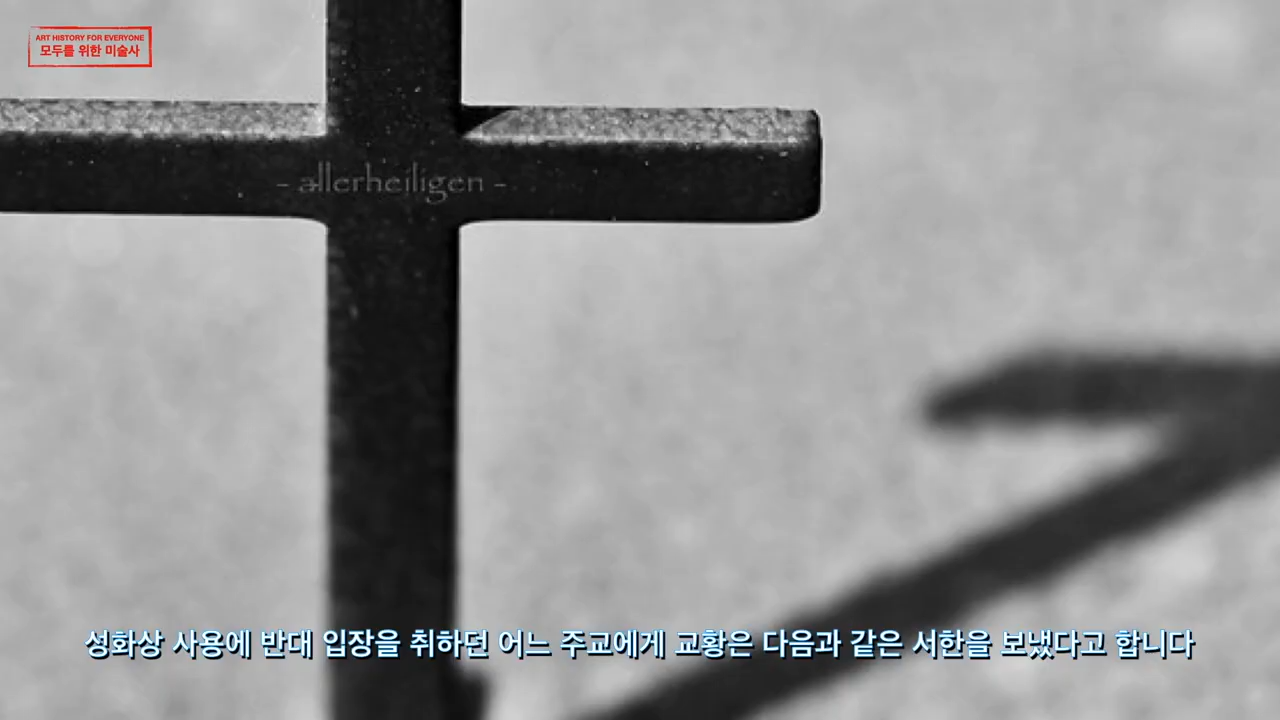 ART HISTORY FOR EVERYONE
모두를 위한 미술사
- allerheiligen -
성화상 사용에 반대 입장을 취하던 어느 주교에게 교황은 다음과 같은 서한을 보냈다고 합니다